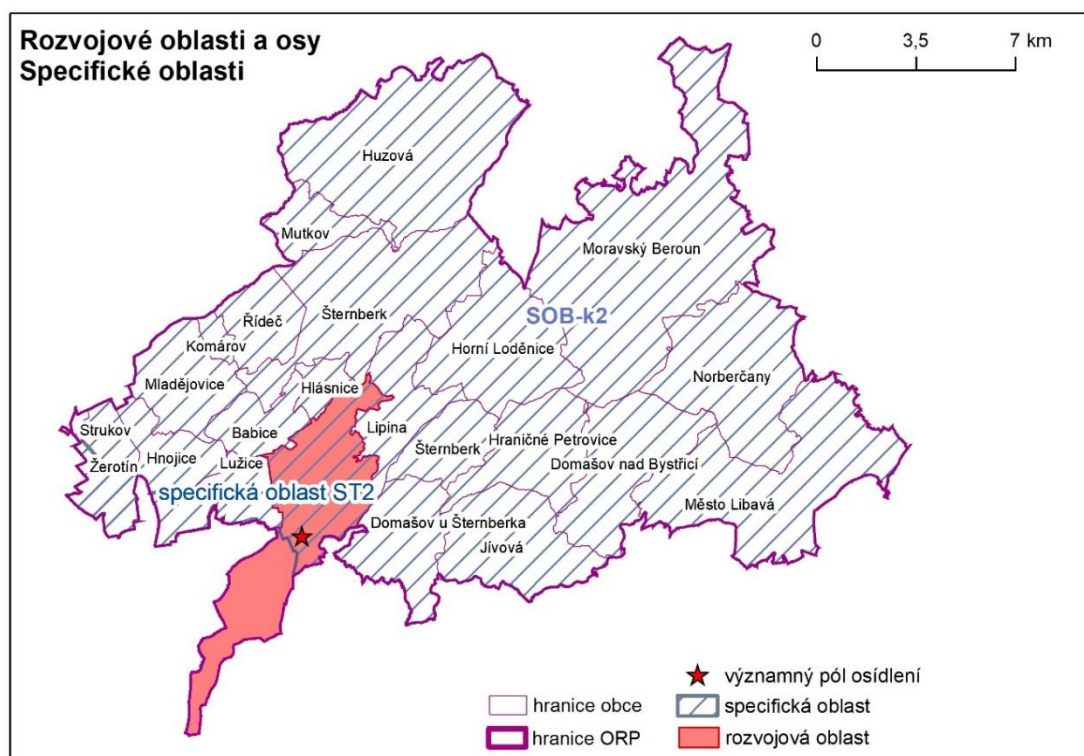 Rozvojové oblasti a osy
Specifické oblasti
0 3,5 7 km
Huzová
Mutkov
Moravský Beroun
Řídeč
Šternberk
SOB-k2
Komárov
Horní Loděnice
Mladějovice
Hlásnice
Norberčany
Strukov
Babice
Lipina
Hraničné Petrovice
Žerotín
Hnojice
Lužice
Šternberk
Domašov nad Bystřicí
specifická oblast ST2
Město Libavá
Domašov u Šternberka
Jívová
významný pól osídlení
hranice obce
specifická oblast
hranice ORP
rozvojová oblast